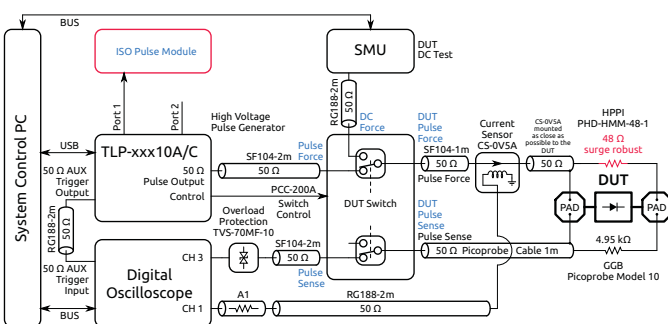 BUS
System Control PC
ISO Pulse Module
Port 1
Port 2
USB
50 Ω AUX
Trigger
Output
RG188-2m
50 Ω
50 Ω AUX
Trigger
Input
BUS
TLP-xxx10A/C
50 Ω
Pulse Output
Control
High Voltage
Pulse Generator
SF104-2m
50 Ω
Pulse
Force
PCC-200A
Switch
Control
Overload
Protection
TVS-70MF-10
Digital
Oscilloscope
CH 3
CH 1
SF104-2m
50 Ω
Pulse
Sense
A1
RG188-2m
50 Ω
SMU
DUT
DC Test
RG188-2m
50 Ω
DC
Force
DUT Switch
DUT
Pulse
Force
SF104-1m
50 Ω
Pulse Force
DUT
Pulse
Sense
Pulse Sense
50 Ω Picoprobe Cable 1m
Current
Sensor
CS-0V5A
CS-0V5A
mounted
as close as
possible to the
DUT
50 Ω
HPPI
PHD-HMM-48-1
48 Ω
surge robust
DUT
PAD
PAD
4.95 kΩ
GGB
Picoprobe Model 10